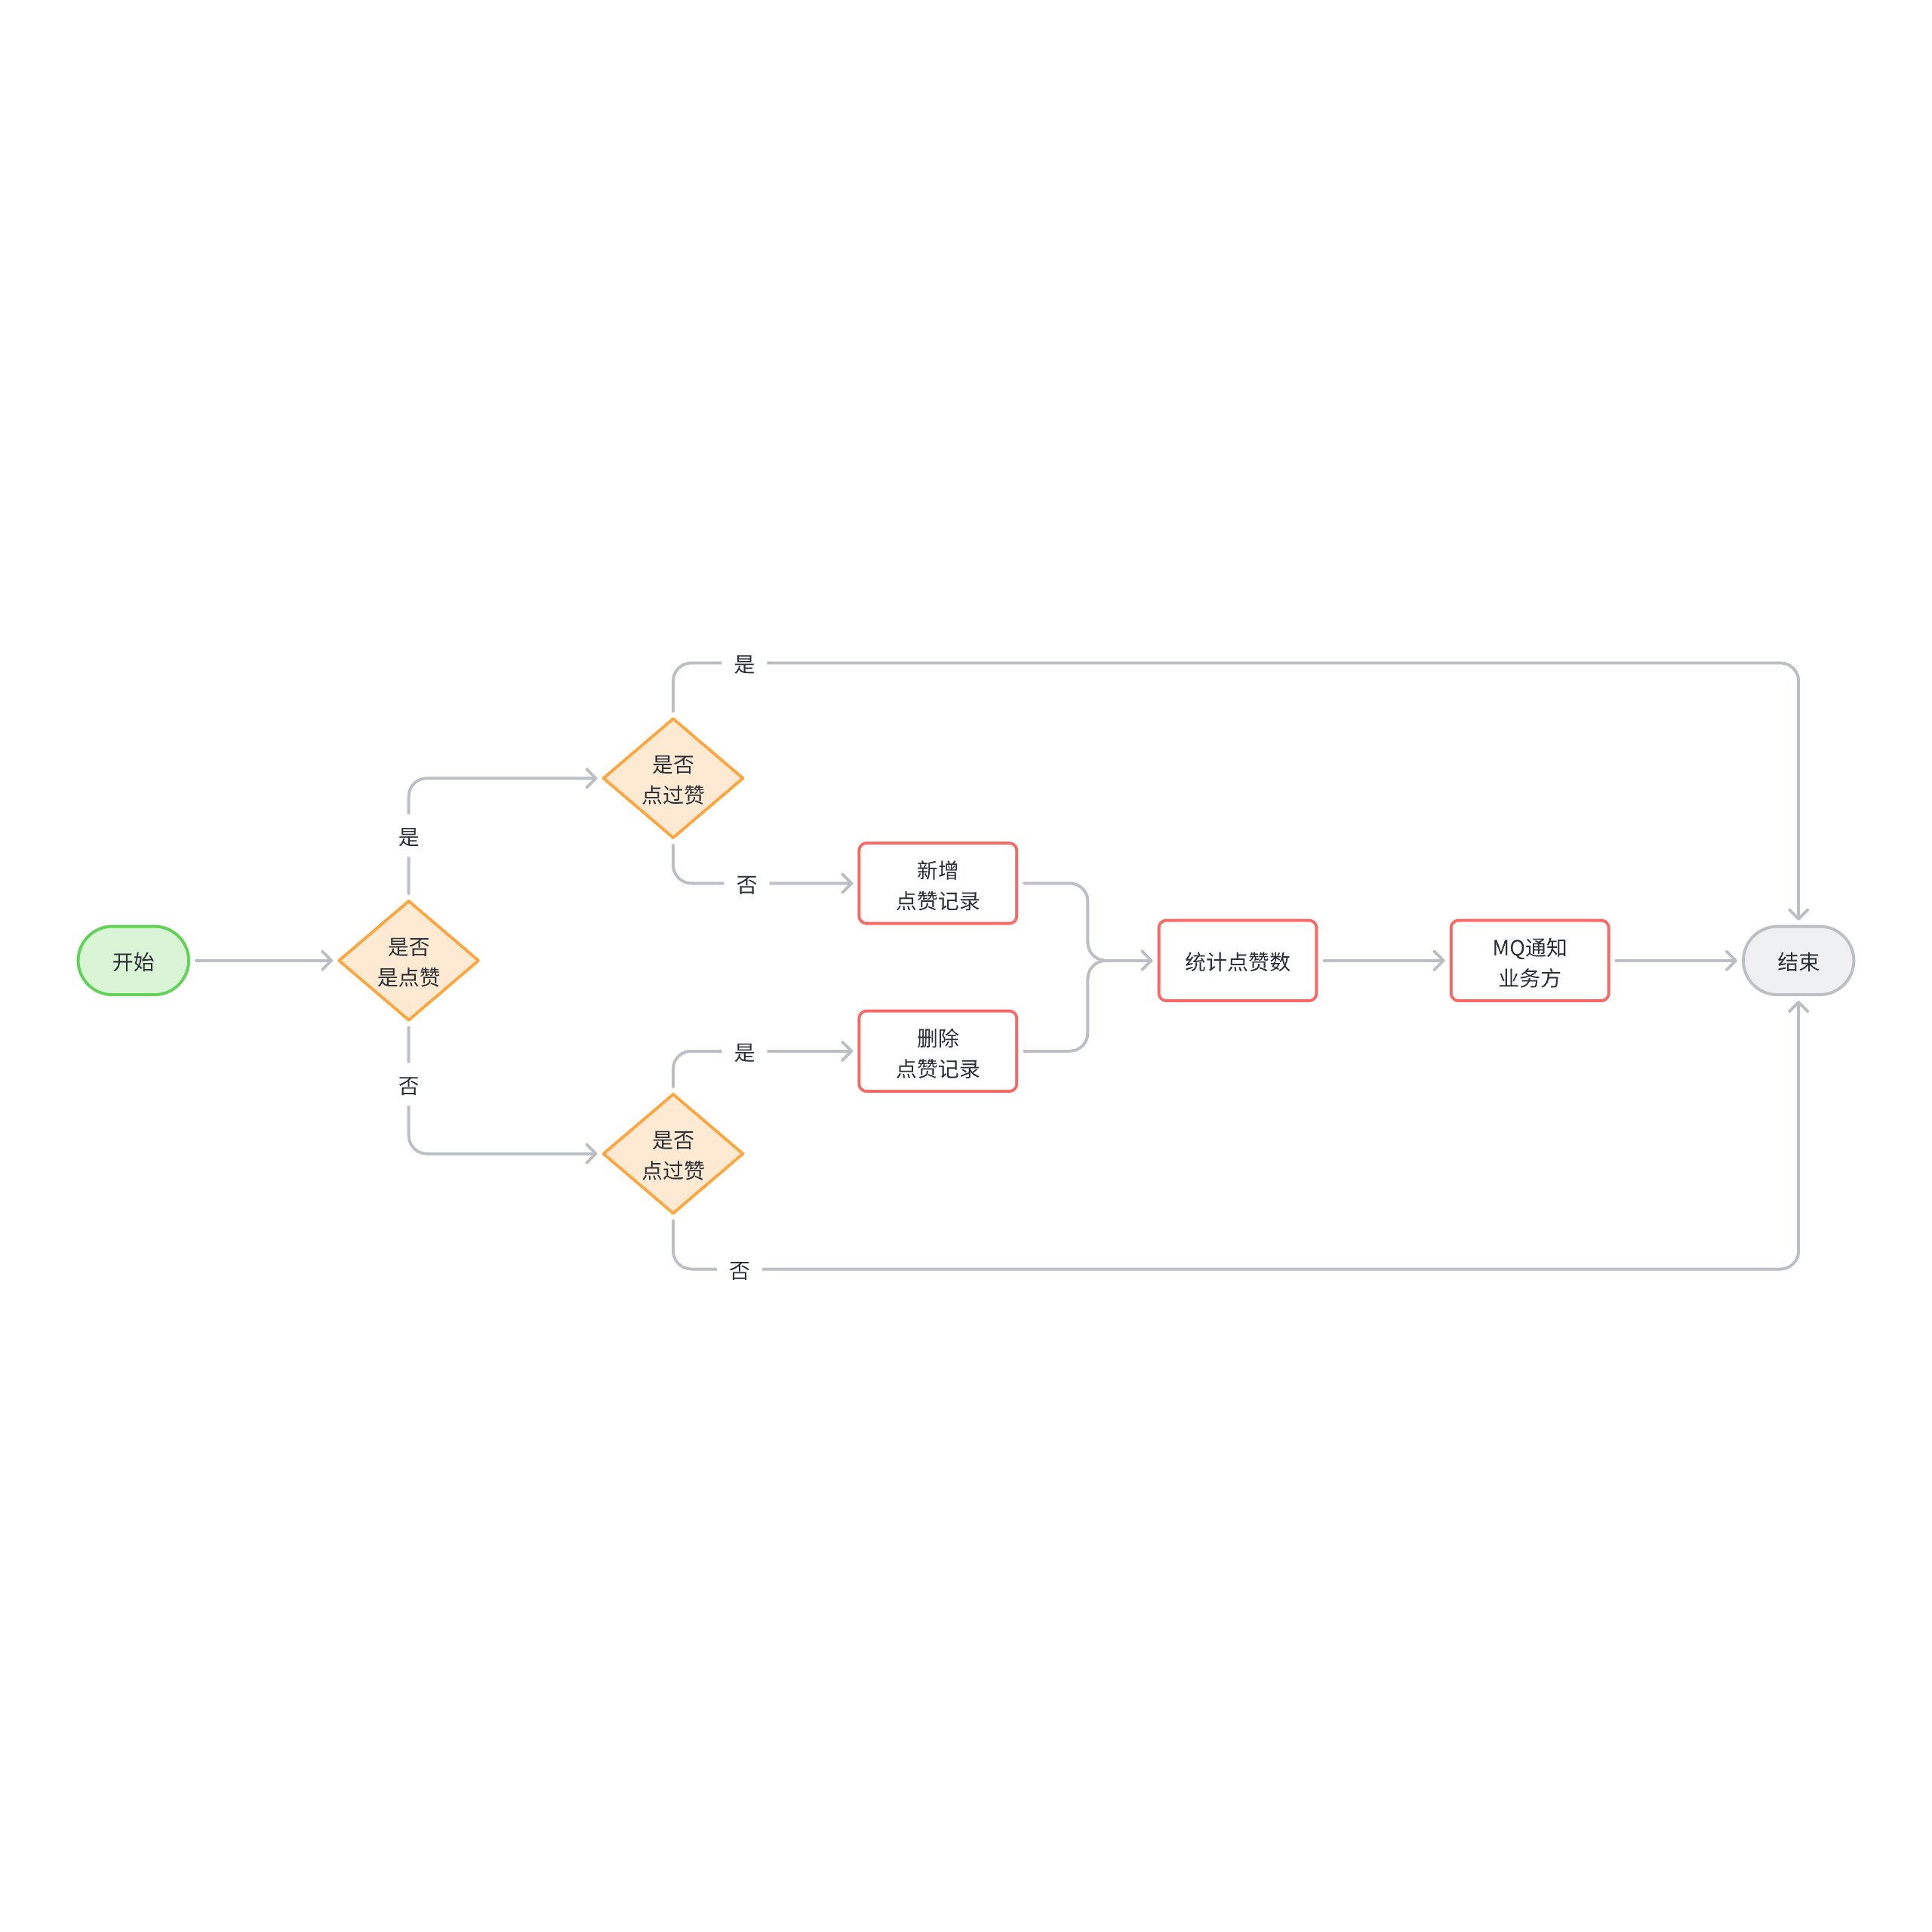 开始
是否
是点赞
是
否
是否
点过赞
是
否
新增
点赞记录
是否
点过赞
是
否
删除
点赞记录
统计点赞数
MQ通知
业务方
结束